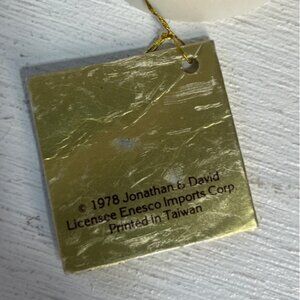 © 1978 Jonathan & David
Licensee Enesco Imports Corp.
Printed in Taiwan